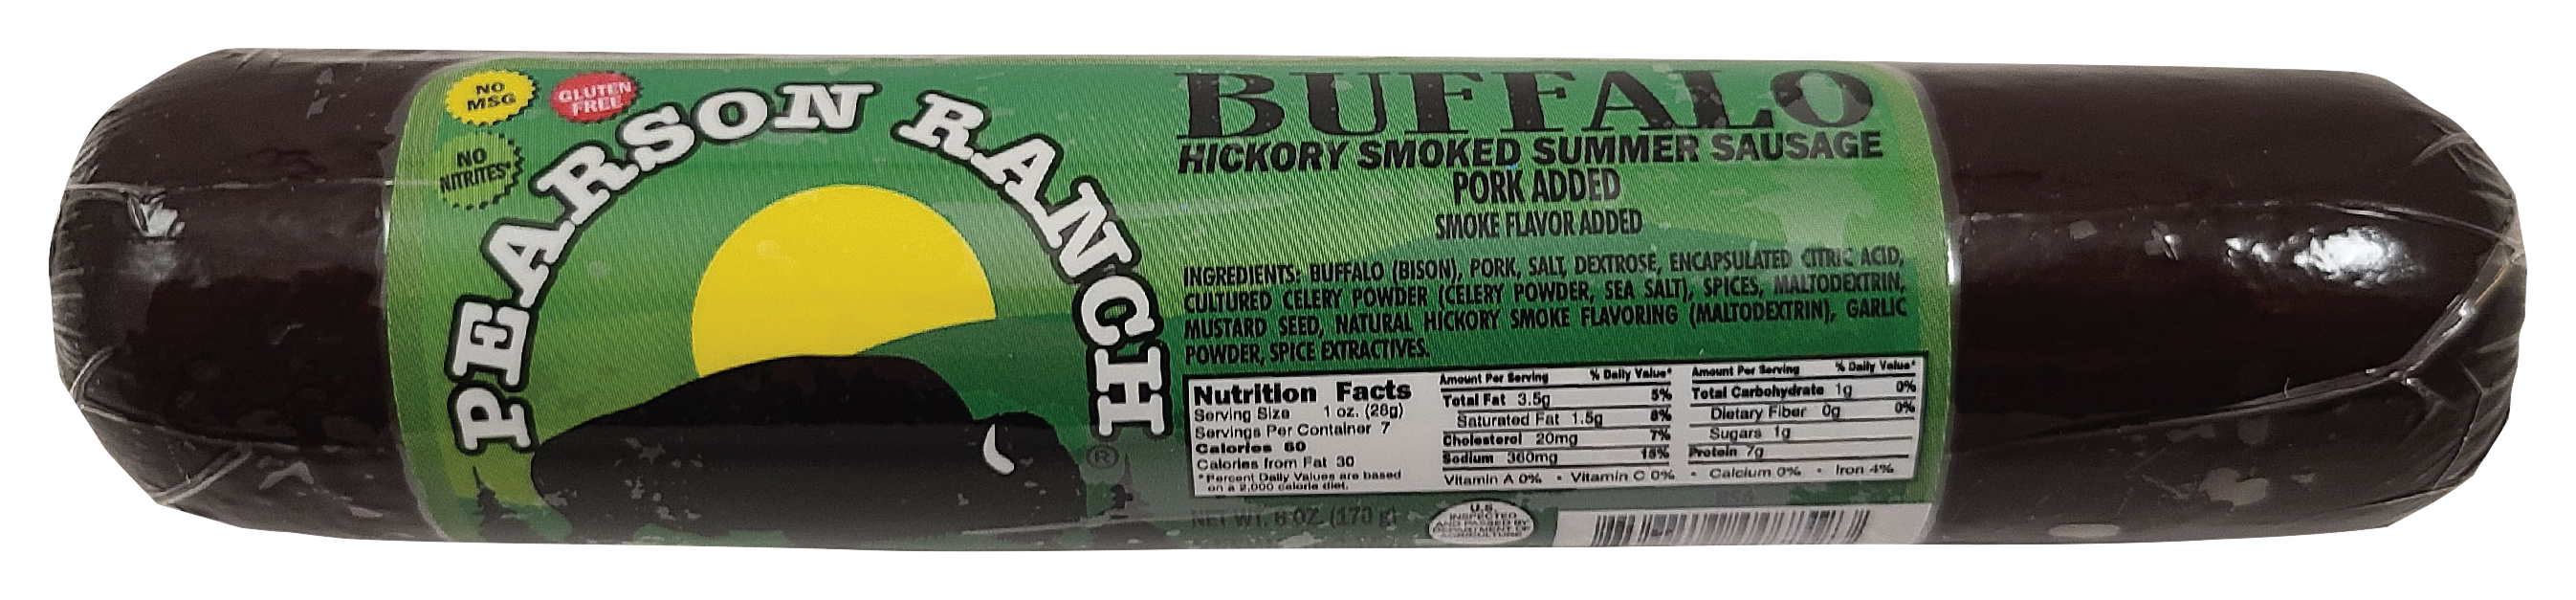 NO
MSG
GLUTEN
FREE
NO
NITRITES*
PEARSON RANCH
®
BUFFALO
HICKORY SMOKED SUMMER SAUSAGE
PORK ADDED
SMOKE FLAVOR ADDED
INGREDIENTS: BUFFALO (BISON), PORK, SALT, DEXTROSE, ENCAPSULATED CITRIC ACID,
CULTURED CELERY POWDER (CELERY POWDER, SEA SALT), SPICES, MALTODEXTRIN,
MUSTARD SEED, NATURAL HICKORY SMOKE FLAVORING (MALTODEXTRIN), GARLIC
POWDER, SPICE EXTRACTIVES.
Nutrition Facts
Serving Size 1 oz. (28g)
Servings Per Container 7
Calories 60
Calories from Fat 30
*Percent Daily Values are based
on a 2,000 calorie diet.
Amount Per Serving % Daily Value*
Total Fat 3.5g 5%
Saturated Fat 1.5g 8%
Cholesterol 20mg 7%
Sodium 360mg 15%
Amount Per Serving % Daily Value*
Total Carbohydrate 1g 0%
Dietary Fiber 0g 0%
Sugars 1g
Protein 7g
Vitamin A 0% • Vitamin C 0% • Calcium 0% • Iron 4%
NET WT. 6 OZ. (170 g)
U.S.
INSPECTED
AND PASSED BY
DEPARTMENT OF
AGRICULTURE